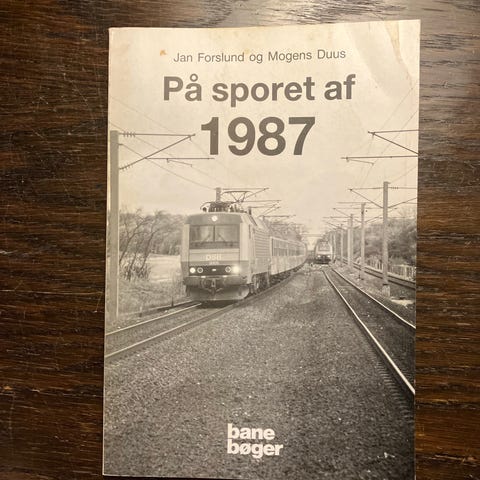 Jan Forslund og Mogens Duus
På sporet af
1987
DSB
bane
bøger